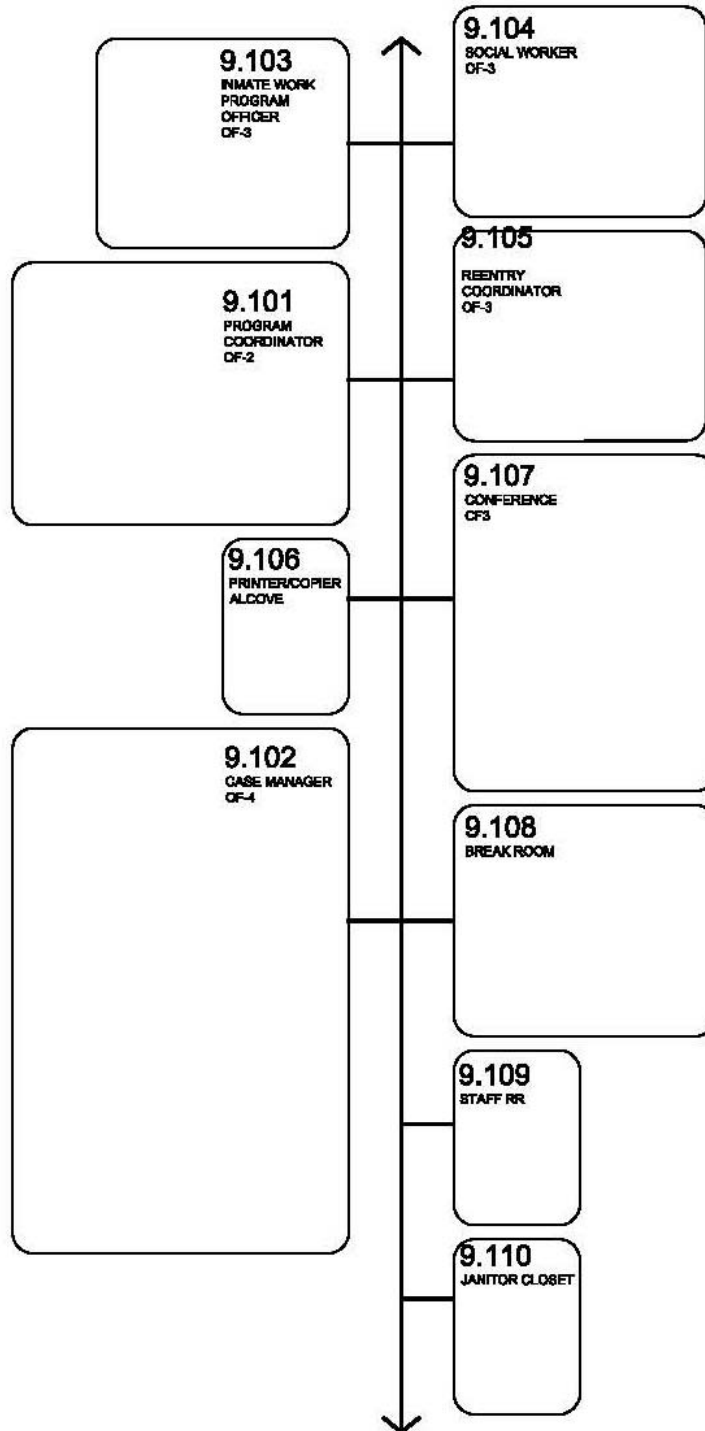 9.103
INMATE WORK
PROGRAM
OFFICER
OF-3
9.104
SOCIAL WORKER
OF-3
9.101
PROGRAM
COORDINATOR
OF-2
9.105
REENTRY
COORDINATOR
OF-3
9.106
PRINTER/COPIER
ALCOVE
9.107
CONFERENCE
CF3
9.102
CASE MANAGER
OF-4
9.108
BREAK ROOM
9.109
STAFF RR
9.110
JANITOR CLOSET